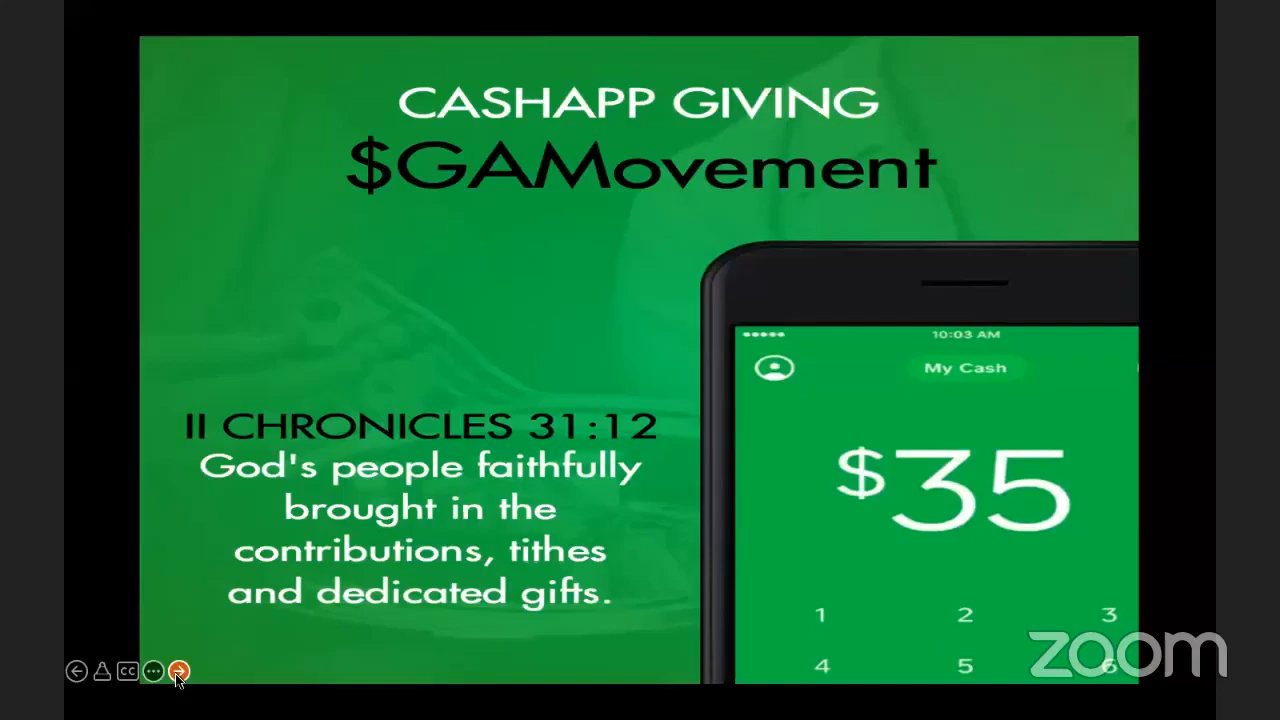 CASHAPP GIVING
$GAMovement
10:03 AM
My Cash
$35
II CHRONICLES 31:12
God's people faithfully
brought in the
contributions, tithes
and dedicated gifts.
1 2 3
4 5 6
zoom
CC